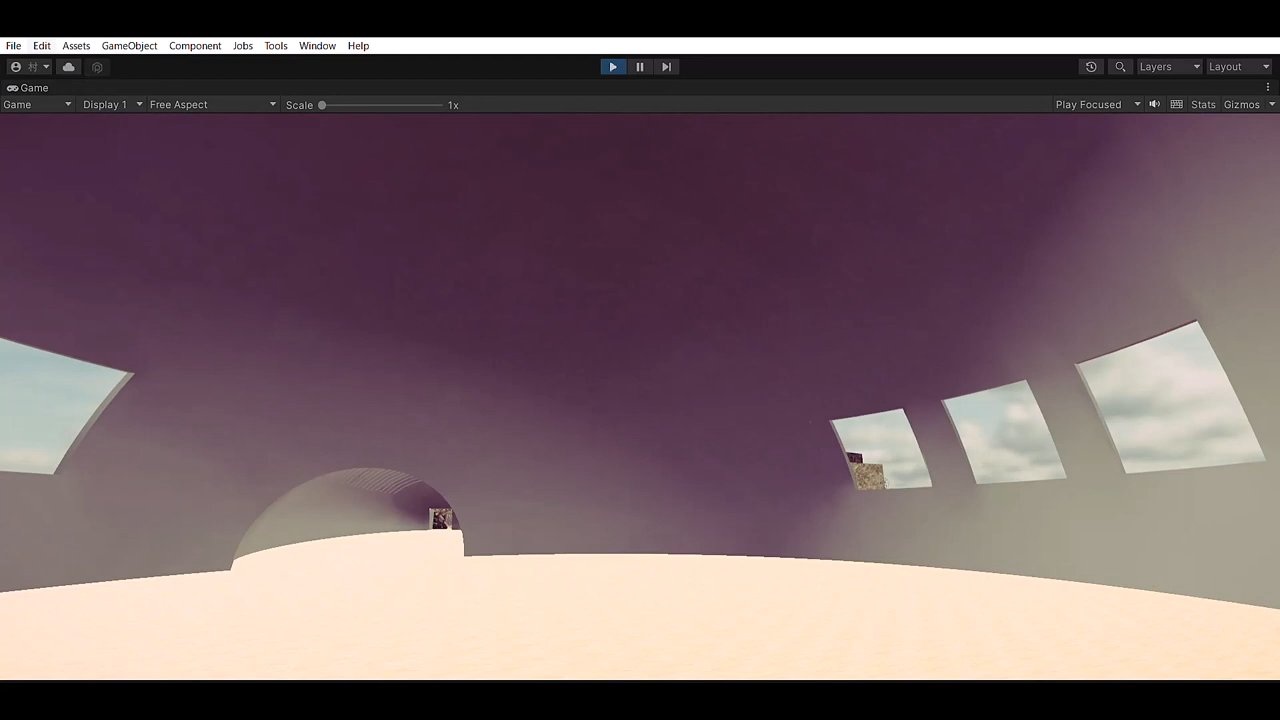 File Edit Assets GameObject Component Jobs Tools Window Help
村 Layers Layout
Game
Game Display 1 Free Aspect Scale 1x Play Focused Stats Gizmos